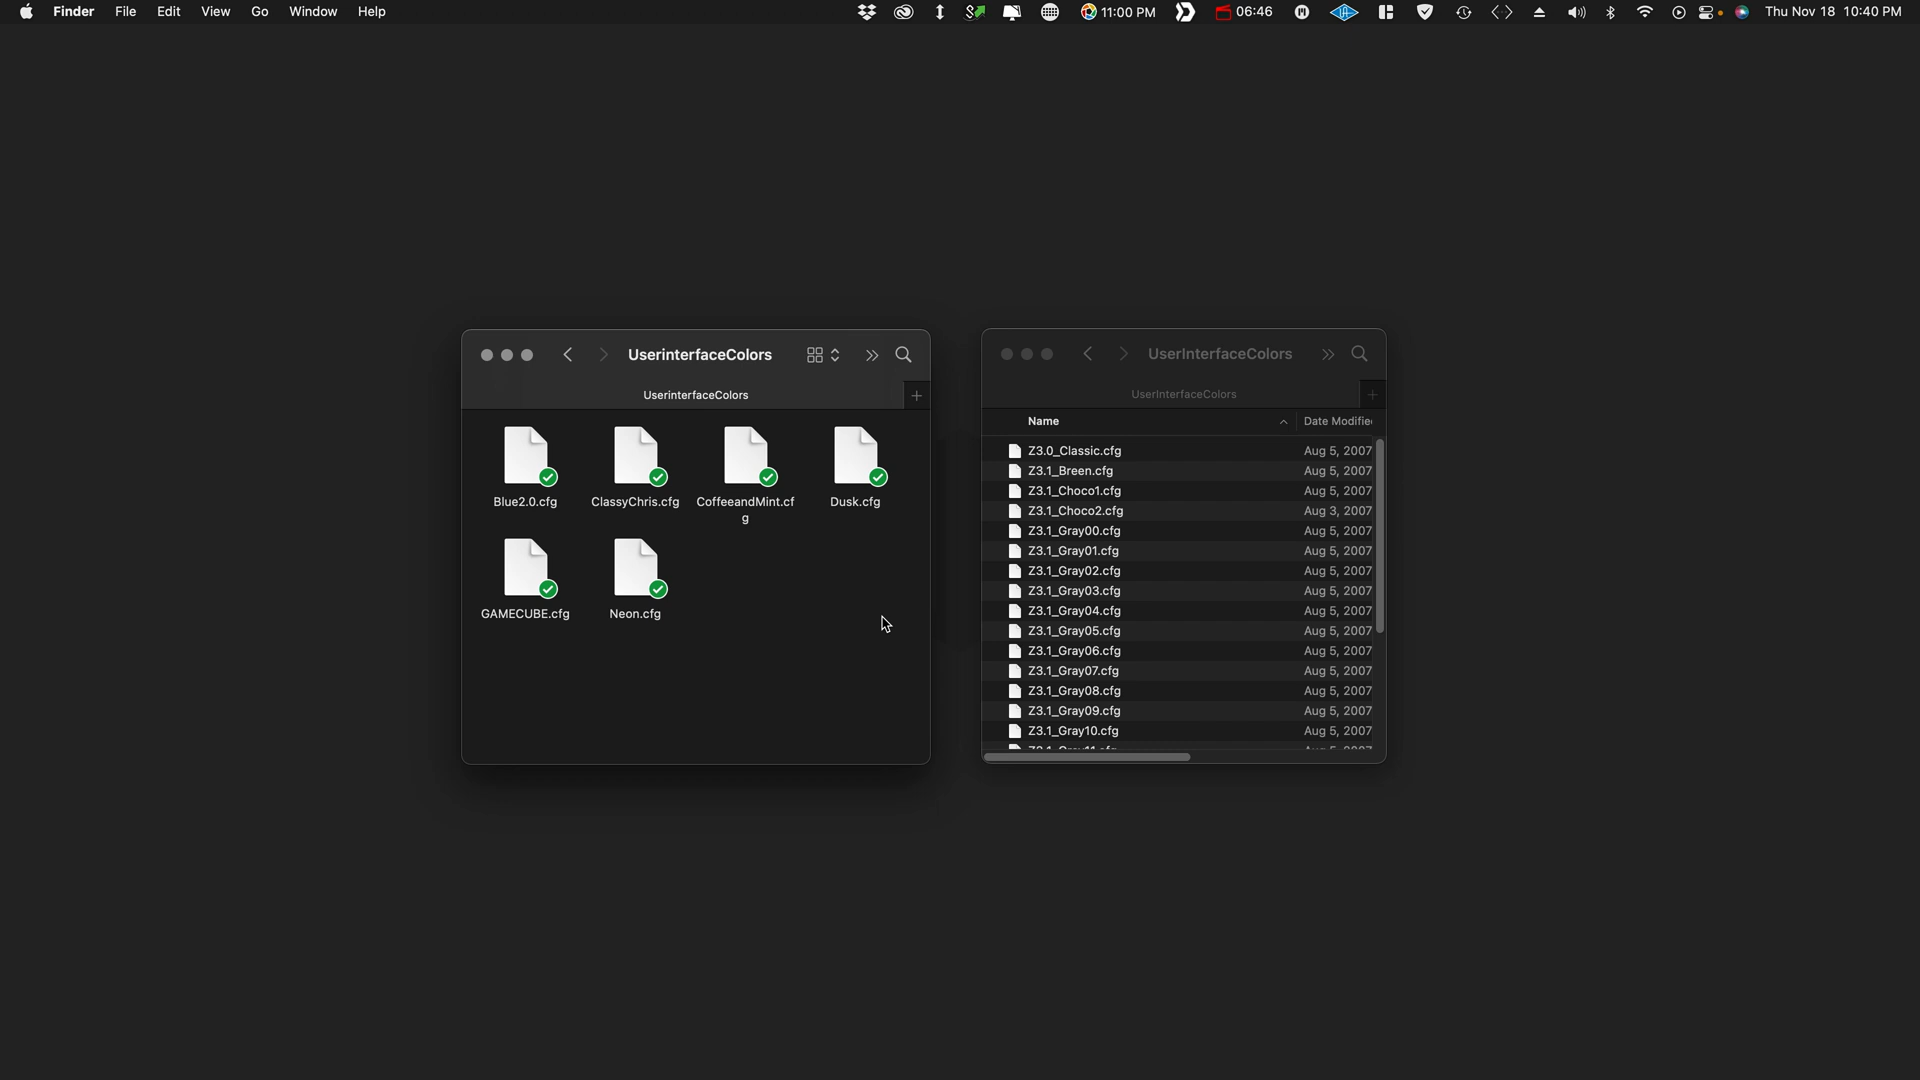 Finder File Edit View Go Window Help 11:00 PM 06:46 Thu Nov 18 10:40 PM
UserinterfaceColors
UserinterfaceColors
Blue2.0.cfg ClassyChris.cfg CoffeeandMint.cf
g Dusk.cfg
GAMECUBE.cfg Neon.cfg
UserInterfaceColors
UserInterfaceColors
Name Date Modifie
Z3.0_Classic.cfg Aug 5, 2007
Z3.1_Breen.cfg Aug 5, 2007
Z3.1_Choco1.cfg Aug 5, 2007
Z3.1_Choco2.cfg Aug 3, 2007
Z3.1_Gray00.cfg Aug 5, 2007
Z3.1_Gray01.cfg Aug 5, 2007
Z3.1_Gray02.cfg Aug 5, 2007
Z3.1_Gray03.cfg Aug 5, 2007
Z3.1_Gray04.cfg Aug 5, 2007
Z3.1_Gray05.cfg Aug 5, 2007
Z3.1_Gray06.cfg Aug 5, 2007
Z3.1_Gray07.cfg Aug 5, 2007
Z3.1_Gray08.cfg Aug 5, 2007
Z3.1_Gray09.cfg Aug 5, 2007
Z3.1_Gray10.cfg Aug 5, 2007